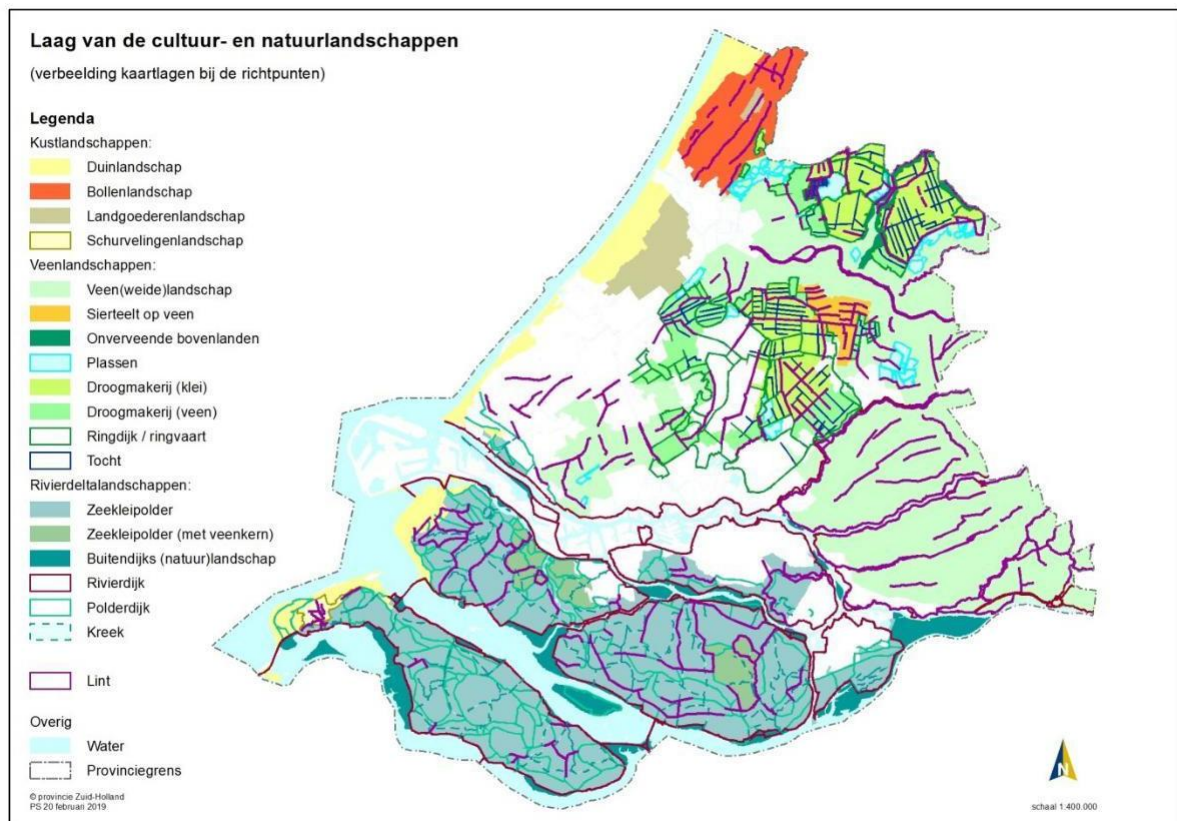 Laag van de cultuur- en natuurlandschappen
(verbeelding kaartlagen bij de richtpunten)
Legenda
Kustlandschappen:
Duinlandschap
Bollenlandschap
Landgoederenlandschap
Schurvelingenlandschap
Veenlandschappen:
Veen(weide)landschap
Sierteelt op veen
Onverveende bovenlanden
Plassen
Droogmakerij (klei)
Droogmakerij (veen)
Ringdijk / ringvaart
Tocht
Rivierdeltalandschappen:
Zeekleipolder
Zeekleipolder (met veenkern)
Buitendijks (natuur)landschap
Rivierdijk
Polderdijk
Kreek
Lint
Overig
Water
Provinciegrens
© provincie Zuid-Holland
PS 20 februari 2019
N
schaal 1:400.000